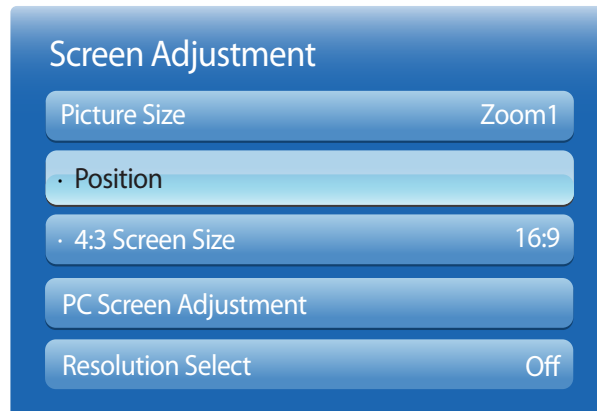 Screen Adjustment
Picture Size Zoom1
· Position
· 4:3 Screen Size 16:9
PC Screen Adjustment
Resolution Select Off